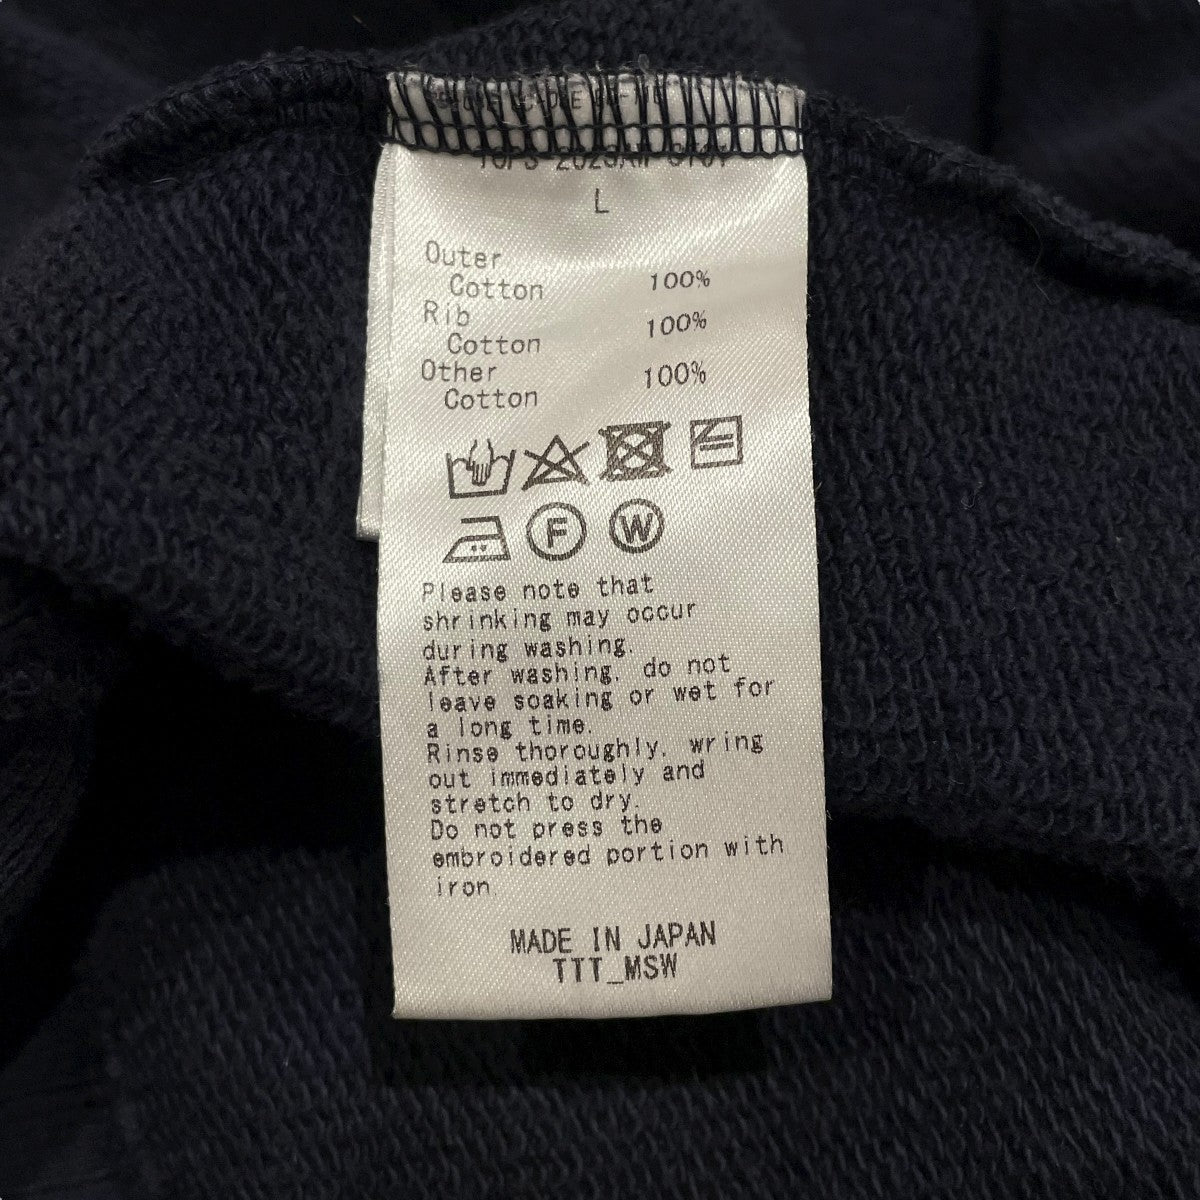 L
Outer
Cotton 100%
Rib
Cotton 100%
Other
Cotton 100%
F W
Please note that
shrinking may occur
during washing.
After washing, do not
leave soaking or wet for
a long time.
Rinse thoroughly, wring
out immediately and
stretch to dry.
Do not press the
embroidered portion with
iron.
MADE IN JAPAN
TTT_MSW